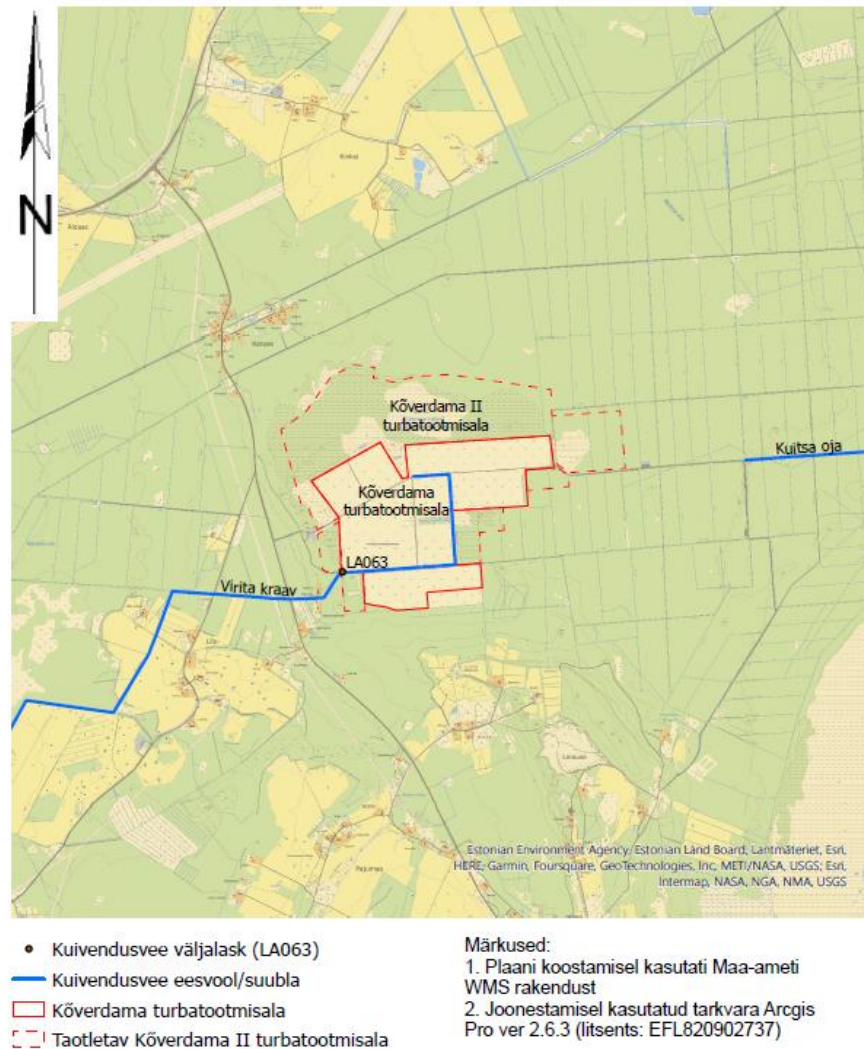 N
Kõverdama II
turbatootmisala
Kõverdama
turbatootmisala
Kuitsa oja
LA063
Virita kraav
Estonian Environment Agency, Estonian Land Board, Lantmäteriet, Esri,
HERE, Garmin, Foursquare, GeoTechnologies, Inc, METI/NASA, USGS; Esri,
Intermap, NASA, NGA, NMA, USGS
Kuivendusvee väljalask (LA063)
Kuivendusvee eesvool/suubla
Kõverdama turbatootmisala
Taotletav Kõverdama II turbatootmisala
Märkused:
1. Plaani koostamisel kasutati Maa-ameti
WMS rakendust
2. Joonestamisel kasutatud tarkvara Arcgis
Pro ver 2.6.3 (litsents: EFL820902737)